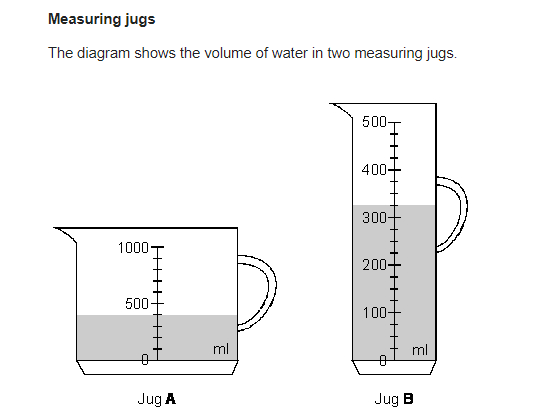 Measuring jugs
The diagram shows the volume of water in two measuring jugs.
1000
500
0
ml
Jug A
500
400
300
200
100
0
ml
Jug B